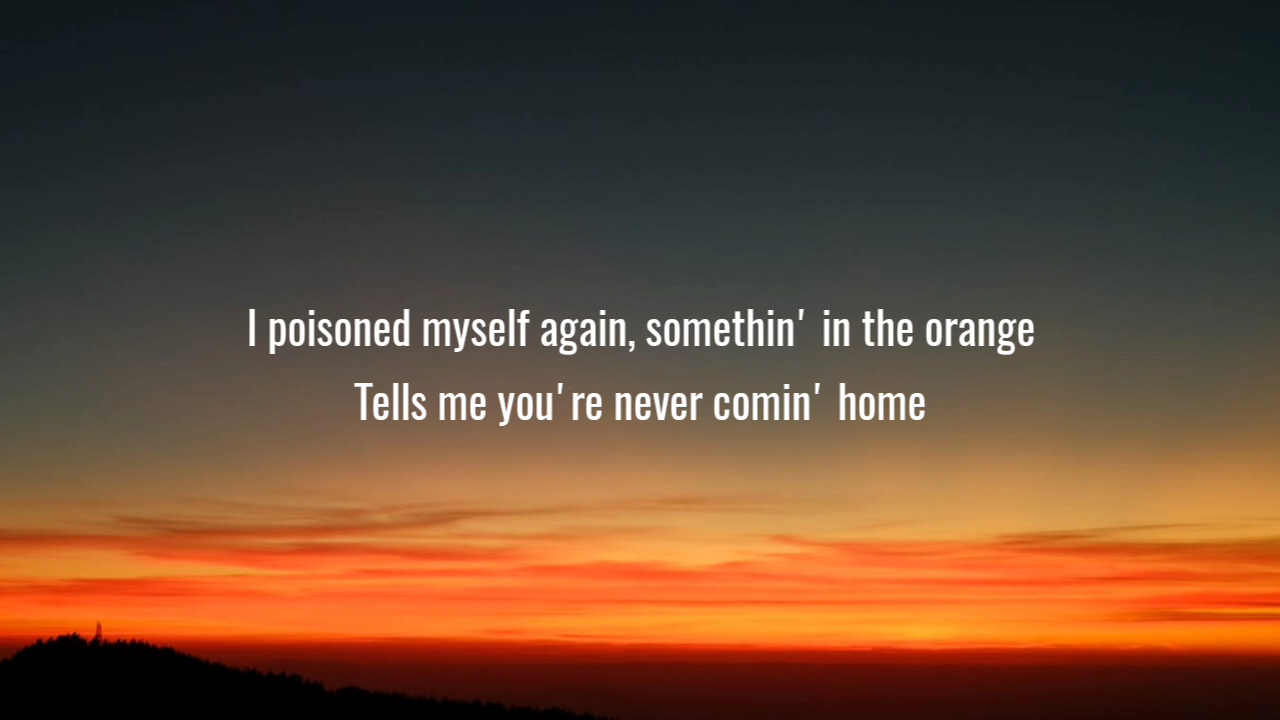 I poisoned myself again, somethin' in the orange
Tells me you're never comin' home